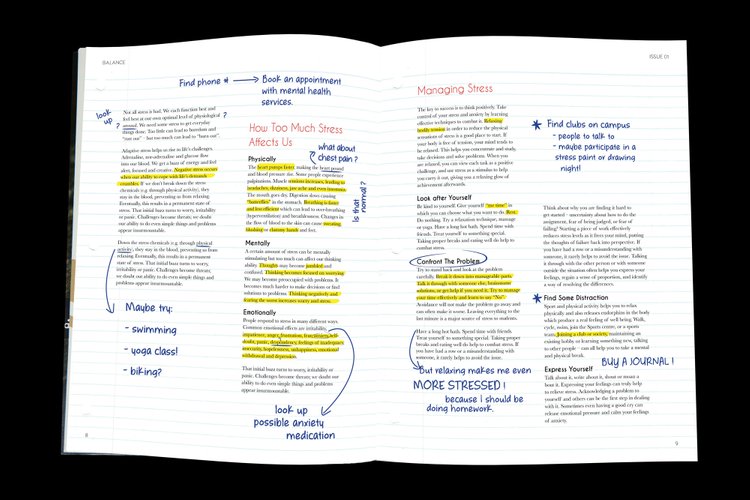 BALANCE
Find phone # → Book an appointment
with mental health
services.
look
up
?
Not all stress is bad. We each function best and
feel best at our own optimal level of physiological
arousal. We need some stress to get everyday
things done. Too little can lead to boredom and
"rust out" – but too much can lead to "burn out".
Adaptive stress helps us rise to life's challenges.
Adrenaline, nor-adrenaline and glucose flow
into our blood. We get a buzz of energy and feel
alert, focused and creative. Negative stress occurs
when our ability to cope with life's demands
crumbles. If we don't break down the stress
chemicals (e.g. through physical activity), they
stay in the blood, preventing us from relaxing.
Eventually, this results in a permanent state of
stress. That initial buzz turns to worry, irritability
or panic. Challenges become threats; we doubt
our ability to do even simple things and problems
appear insurmountable.
Down the stress chemicals (e.g. through physical
activity), they stay in the blood, preventing us from
relaxing. Eventually, this results in a permanent
state of stress. That initial buzz turns to worry,
irritability or panic. Challenges become threats;
we doubt our ability to do even simple things and
problems appear insurmountable.
Maybe try:
- swimming
- yoga class!
- biking?
8
How Too Much Stress
Affects Us
what about
chest pain?
Physically
The heart pumps faster, making the heart pound
and blood pressure rise. Some people experience
palpitations. Muscle tensions increases, leading to
headaches, dizziness, jaw ache and even insomnia.
The mouth goes dry. Digestion slows causing
"butterflies" in the stomach. Breathing is faster
and less efficient which can lead to over-breathing
(hyperventilation) and breathlessness. Changes in
the flow of blood to the skin can cause sweating,
blushing or clammy hands and feet.
Is that
normal?
Mentally
A certain amount of stress can be mentally
stimulating but too much can affect our thinking
ability. Thoughts may become jumbled and
confused. Thinking becomes focused on worrying.
We may become preoccupied with problems. It
becomes much harder to make decisions or find
solutions to problems. Thinking negatively and
fearing the worst increases worry and stress.
Emotionally
People respond to stress in many different ways.
Common emotional effects are irritability,
impatience, anger, frustration, fearfulness, self-
doubt, panic, despondency, feelings of inadequacy,
insecurity, hopelessness, unhappiness, emotional
withdrawal and depression.
That initial buzz turns to worry, irritability or
panic. Challenges become threats; we doubt our
ability to do even simple things and problems
appear insurmountable.
look up
possible anxiety
medication
ISSUE 01
Managing Stress
The key to success is to think positively. Take
control of your stress and anxiety by learning
effective techniques to combat it. Relaxing
bodily tension in order to reduce the physical
sensations of stress is a good place to start. If
your body is free of tension, your mind tends to
be relaxed. This helps you concentrate and study,
take decisions and solve problems. When you
are relaxed, you can view each task as a positive
challenge, and use stress as a stimulus to help
you carry it out, giving you a relaxing glow of
achievement afterwards.
Look after Yourself
Be kind to yourself. Give yourself "me time" in
which you can choose what you want to do. Rest.
Do nothing. Try a relaxation technique, massage
or yoga. Have a long bath. Spend time with
friends. Treat yourself to something special.
Taking proper breaks and eating well do help to
combat stress.
Confront The Problem
Try to stand back and look at the problem
carefully. Break it down into manageable parts.
Talk it through with someone else, brainstorm
solutions, or get help if you need it. Try to manage
your time effectively and learn to say "No".
Avoidance can only make the problem go away.
It can often make it worse. Leaving everything to the
last minute is a major source of stress to students.
Have a long hot bath. Spend time with friends.
Treat yourself to something special. Taking proper
breaks and eating well do help to combat stress. If
you have had a row or a misunderstanding with
someone, it rarely helps to avoid the issue.
But relaxing makes me even
MORE STRESSED!
because I should be
doing homework.
* Find clubs on campus
- people to talk to
- maybe participate in a
stress paint or drawing
night!
Think about why you are finding it hard to
get started – uncertainty about how to do the
assignment, fear of being judged, or fear of
failing? Starting a piece of work effectively
reduces stress levels as it frees your mind, putting
the thoughts of failure back into perspective. If
you have had a row or a misunderstanding with
someone, it rarely helps to avoid the issue. Talking
it through with the other person or with someone
outside the situation often helps you express your
feelings, regain a sense of proportion, and identify
a way of resolving the differences.
* Find Some Distraction
Sport and physical activity helps you to relax
physically and also releases endorphins in the body
which produce a real feeling of well being. Walk,
cycle, swim, join the Sports centre, or a sports
team. Joining a club or society, maintaining an
existing hobby, or learning something new, talking
to other people – can all help you to take a mental
and physical break.
BUY A JOURNAL!
Express Yourself
Talk about it, write about it, shout or moan a
bout it. Expressing your feelings can truly help
to relieve stress. Acknowledging a problem to
yourself and others can be the first step in dealing
with it. Sometimes even having a good cry can
release emotional pressure and calm your feelings
of anxiety.
9